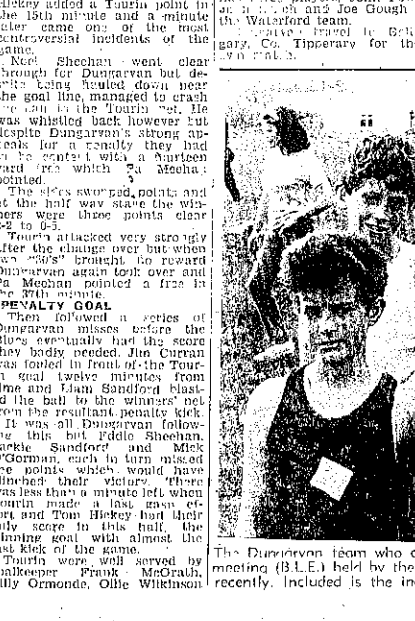 Hickey added a Tourin point in
the 15th minute and a minute
later came one of the most
controversial incidents of the
game.
Noel Sheehan went clear
through for Dungarvan but de-
spite being hauled down near
the goal line, managed to crash
the ball in the Tourin net. He
was whistled back however but
despite Dungarvan's strong ap-
peals for a penalty they had
to be content with a fourteen
yard free which Pa Meehan
pointed.
The sides swopped points and
at the half way stage the win-
ners were three points clear
2-2 to 0-5.
Tourin attacked very strongly
after the change over but when
two "30's" brought no reward
Dungarvan again took over and
Pa Meehan pointed a free in
the 37th minute.
PENALTY GOAL
Then followed a series of
Dungarvan misses before the
Blues eventually had the score
they badly needed. Jim Curran
was fouled in front of the Tour-
in goal twelve minutes from
time and Liam Sandford blast-
ed the ball to the winners' net
from the resultant penalty kick.
It was all Dungarvan follow-
ing this but Eddie Sheehan,
Jackie Sandford and Mick
O'Gorman, each in turn missed
the points which would have
clinched their victory. There
was less than a minute left when
Tourin made a last gasp ef-
fort and Tom Hickey had their
only score in this half, the
winning goal with almost the
last kick of the game.
Tourin were well served by
goalkeeper Frank McGrath,
Billy Ormonde, Ollie Wilkinson
and Joe Gough
the Waterford team.
travel to
gary, Co. Tipperary for the
The Dungarvan team who
meeting (B.L.E.) held by the
recently. Included is the